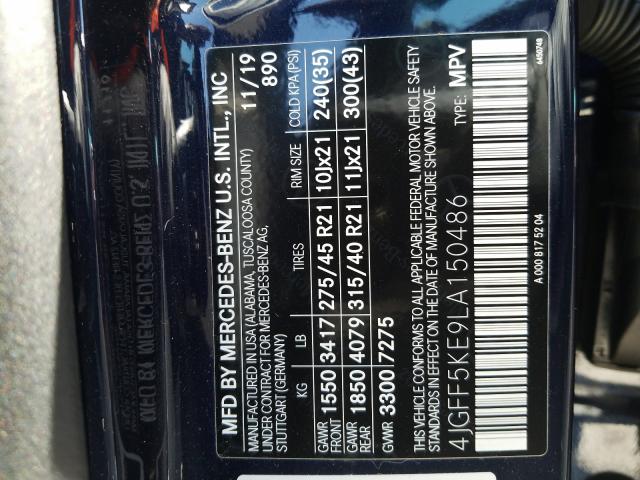 MFD BY MERCEDES-BENZ U.S. INTL., INC
MANUFACTURED IN USA (ALABAMA, TUSCALOOSA COUNTY) 11/19
UNDER CONTRACT FOR MERCEDES-BENZ AG, 890
STUTTGART (GERMANY)
KG LB TIRES RIM SIZE COLD KPA (PSI)
GAWR FRONT 1550 3417 275/45 R21 10Jx21 240(35)
GAWR REAR 1850 4079 315/40 R21 11Jx21 300(43)
GVWR 3300 7275
THIS VEHICLE CONFORMS TO ALL APPLICABLE FEDERAL MOTOR VEHICLE SAFETY
STANDARDS IN EFFECT ON THE DATE OF MANUFACTURE SHOWN ABOVE.
4JGFF5KE9LA150486 TYPE: MPV
A 000 817 52 04
6450748